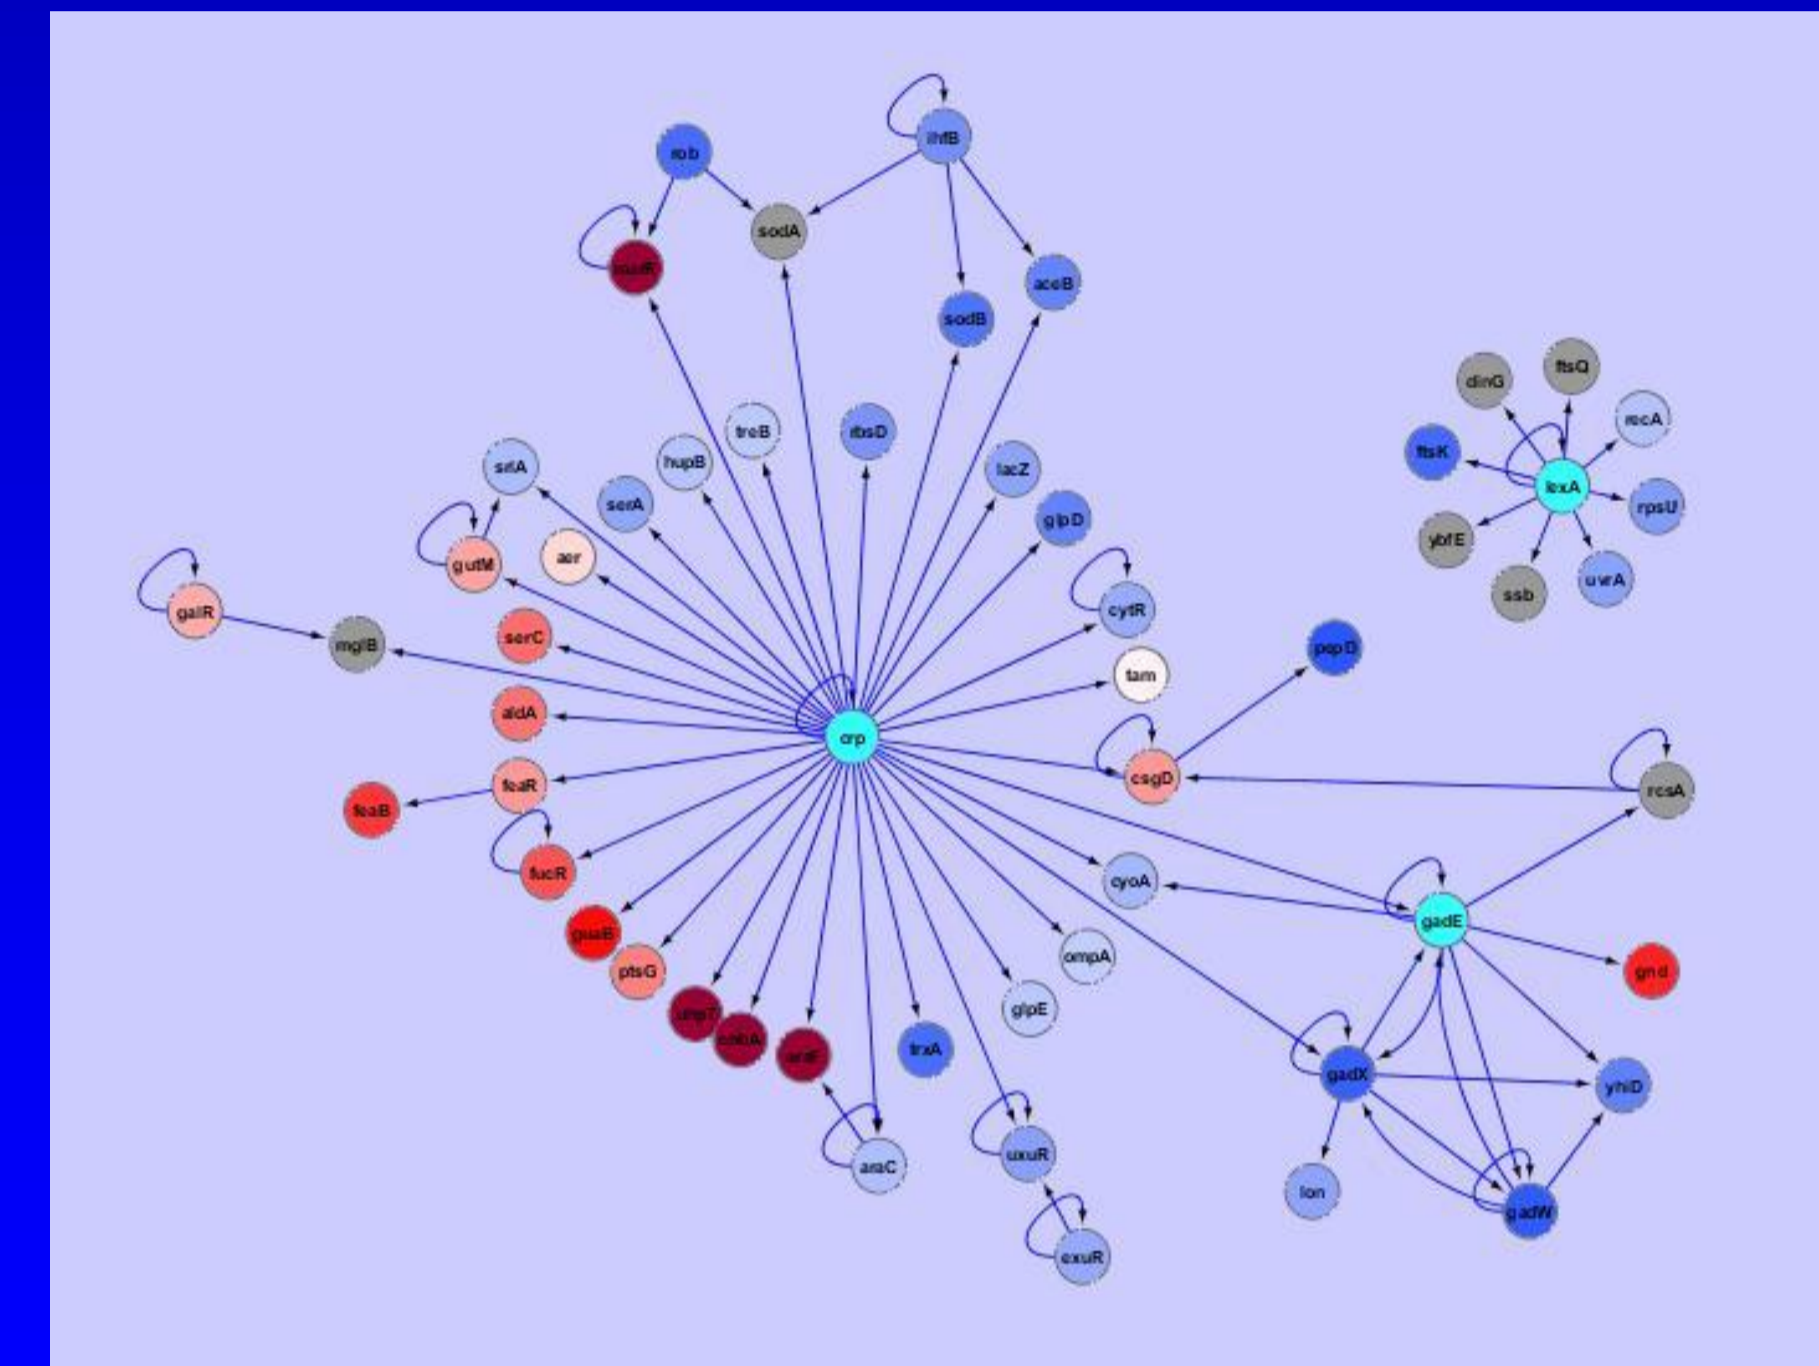 ihfB
rob
sodA
aceB
sodB
ftsQ
dinG
recA
treB
rbsD
ftsK
hupB
srlA
lacZ
lexA
serA
rpsU
glpD
ybfE
aer
gutM
uvrA
ssb
cytR
galR
serC
mglB
pepD
tam
aldA
crp
csgD
feaR
rcsA
feaB
fucR
cyoA
gadE
guaB
ompA
ptsG
gnd
glpE
uhpT
trxA
gadX
yhiD
uxuR
araC
lon
gadW
exuR